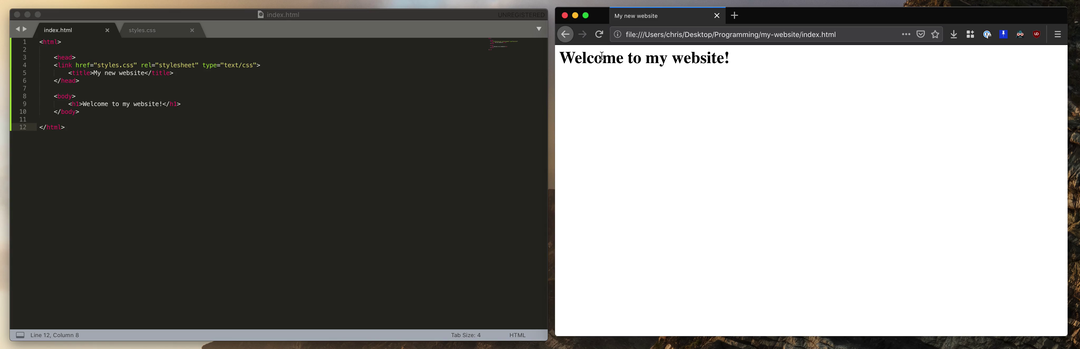 index.html
UNREGISTERED
index.html
styles.css
1 <html>
2
3 <head>
4 <link href="styles.css" rel="stylesheet" type="text/css">
5 <title>My new website</title>
6 </head>
7
8 <body>
9 <h1>Welcome to my website!</h1>
10 </body>
11
12 </html>
Line 12, Column 8
Tab Size: 4
HTML
My new website
file:///Users/chris/Desktop/Programming/my-website/index.html
Welcome to my website!